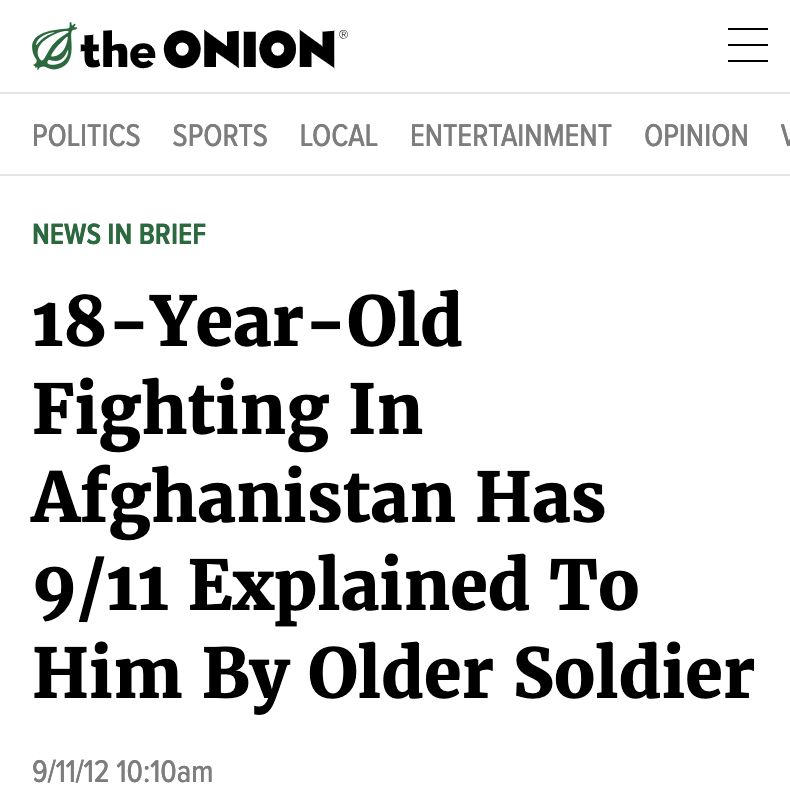 the ONION®
POLITICS SPORTS LOCAL ENTERTAINMENT OPINION
NEWS IN BRIEF
18-Year-Old
Fighting In
Afghanistan Has
9/11 Explained To
Him By Older Soldier
9/11/12 10:10am